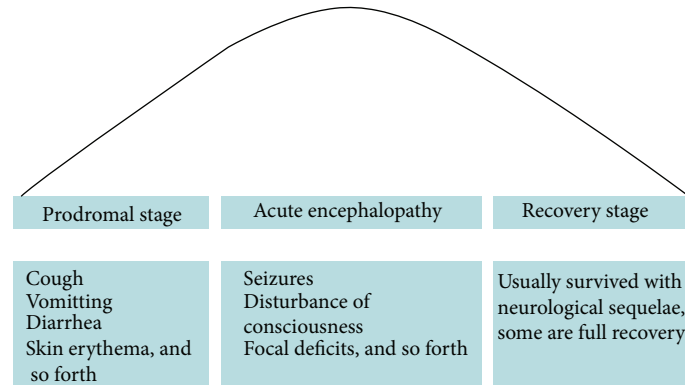 Prodromal stage
Acute encephalopathy
Recovery stage
Cough
Vomitting
Diarrhea
Skin erythema, and
so forth
Seizures
Disturbance of
consciousness
Focal deficits, and so forth
Usually survived with
neurological sequelae,
some are full recovery